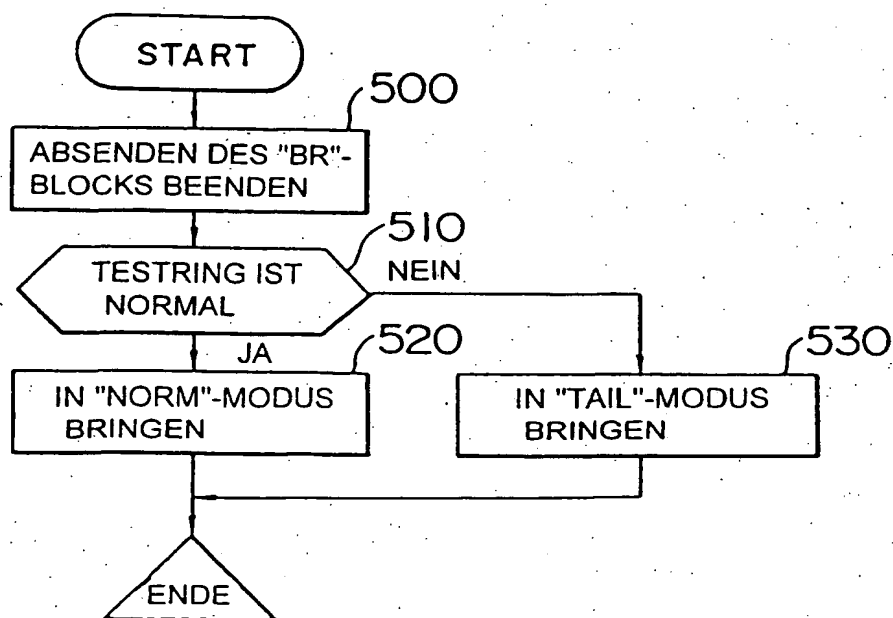 START
500
ABSENDEN DES "BR"-
BLOCKS BEENDEN
510
TESTRING IST
NORMAL
NEIN
JA
520
IN "NORM"-MODUS
BRINGEN
530
IN "TAIL"-MODUS
BRINGEN
ENDE